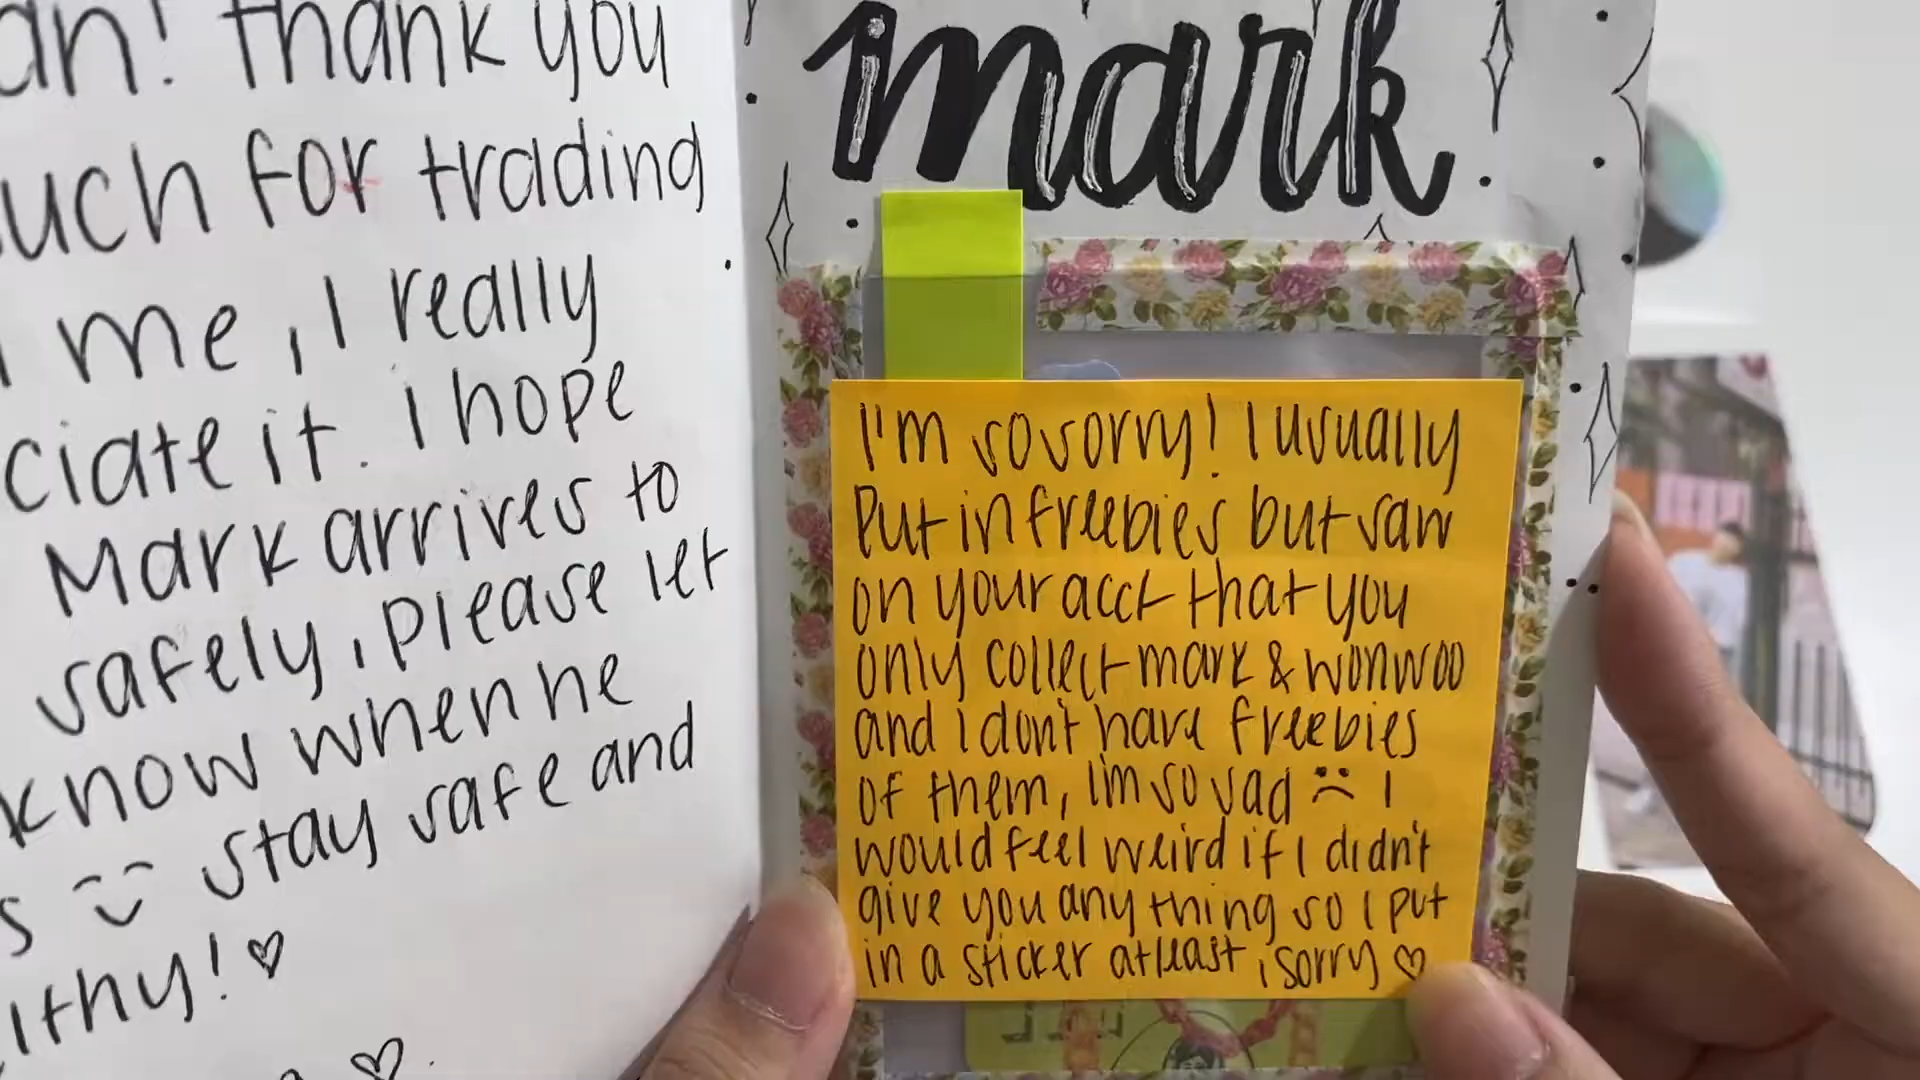 an! thank you
uch for trading
me, I really
ciate it. I hope
Mark arrives to
safely, please let
know when he
s stay safe and
lthy! ♡
♡.
mark
I'm so sorry! I usually
put in freebies but saw
on your acct that you
only collect mark & wonwoo
and I don't have freebies
of them, I'm so sad :( I
would feel weird if I didn't
give you anything so I put
in a sticker atleast, sorry ♡